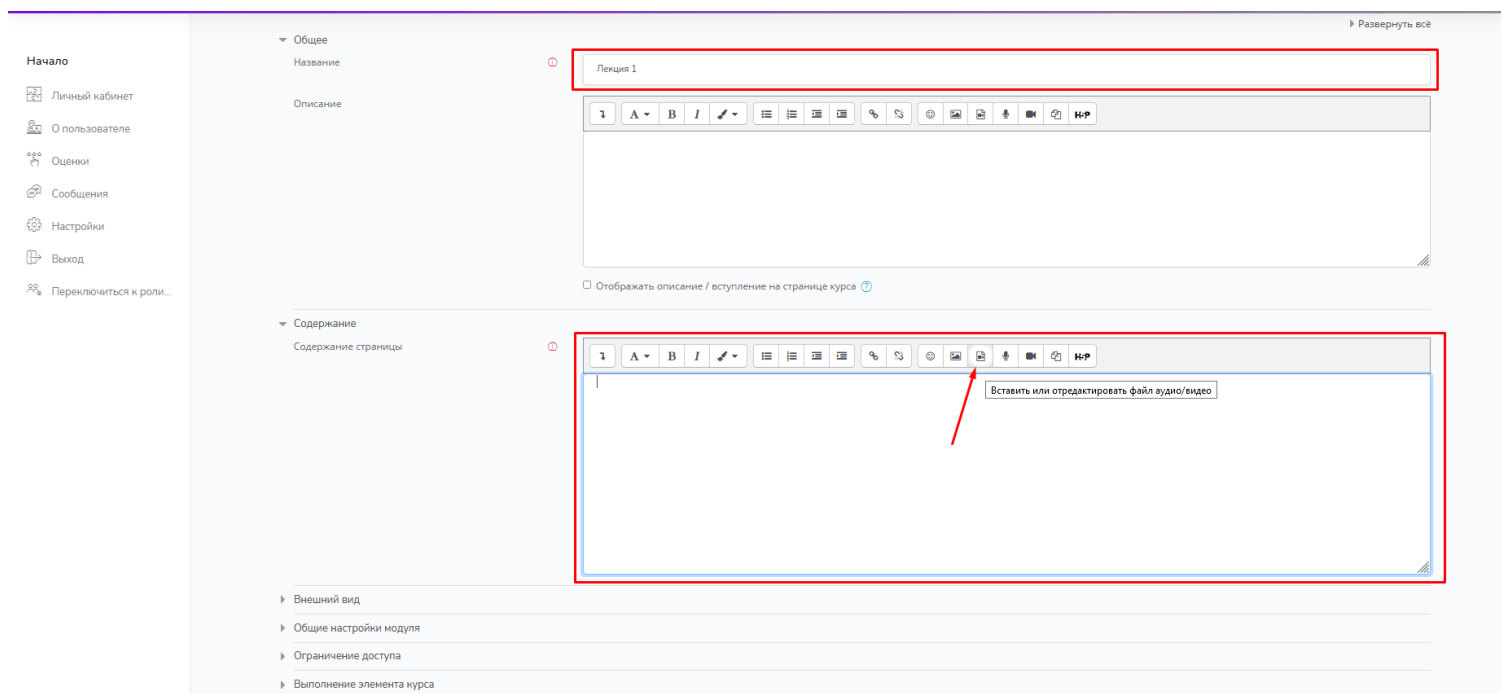 Развернуть всё
Общее
Начало
Название
Лекция 1
Личный кабинет
Описание
A B I H-P
О пользователе
Оценки
Сообщения
Настройки
Выход
Отображать описание / вступление на странице курса ?
Переключиться к роли...
Содержание
Содержание страницы
A B I H-P
Вставить или отредактировать файл аудио/видео
Внешний вид
Общие настройки модуля
Ограничение доступа
Выполнение элемента курса